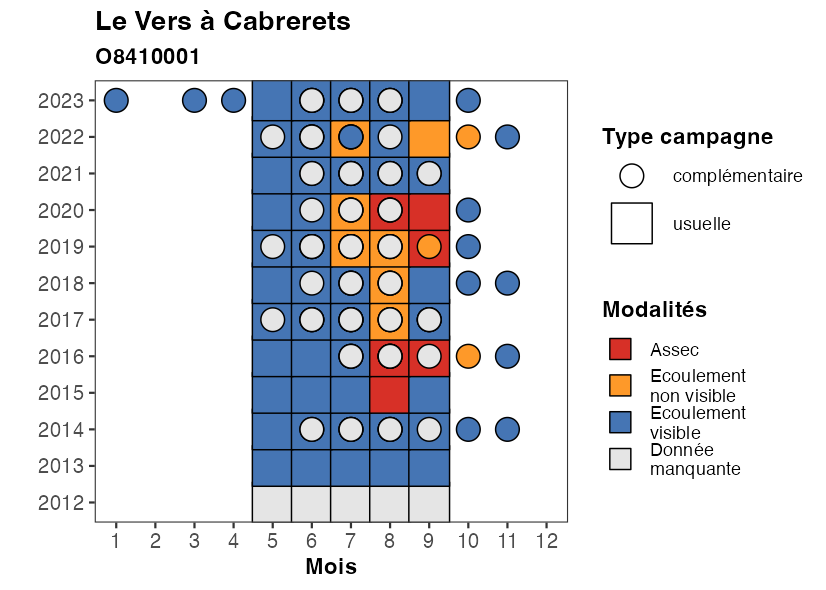 Le Vers à Cabrerets
O8410001
2023
2022
2021
2020
2019
2018
2017
2016
2015
2014
2013
2012
1 2 3 4 5 6 7 8 9 10 11 12
Mois
Type campagne
complémentaire
usuelle
Modalités
Assec
Ecoulement
non visible
Ecoulement
visible
Donnée
manquante